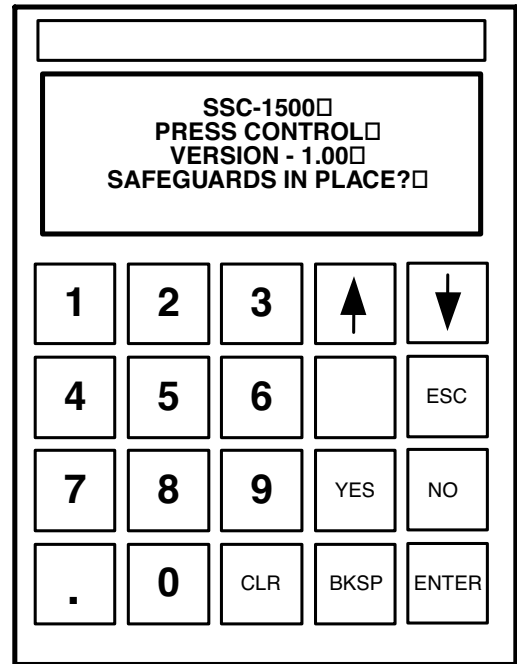 SSC-1500□
PRESS CONTROL□
VERSION - 1.00□
SAFEGUARDS IN PLACE?□
1 2 3
4 5 6 ESC
7 8 9 YES NO
. 0 CLR BKSP ENTER